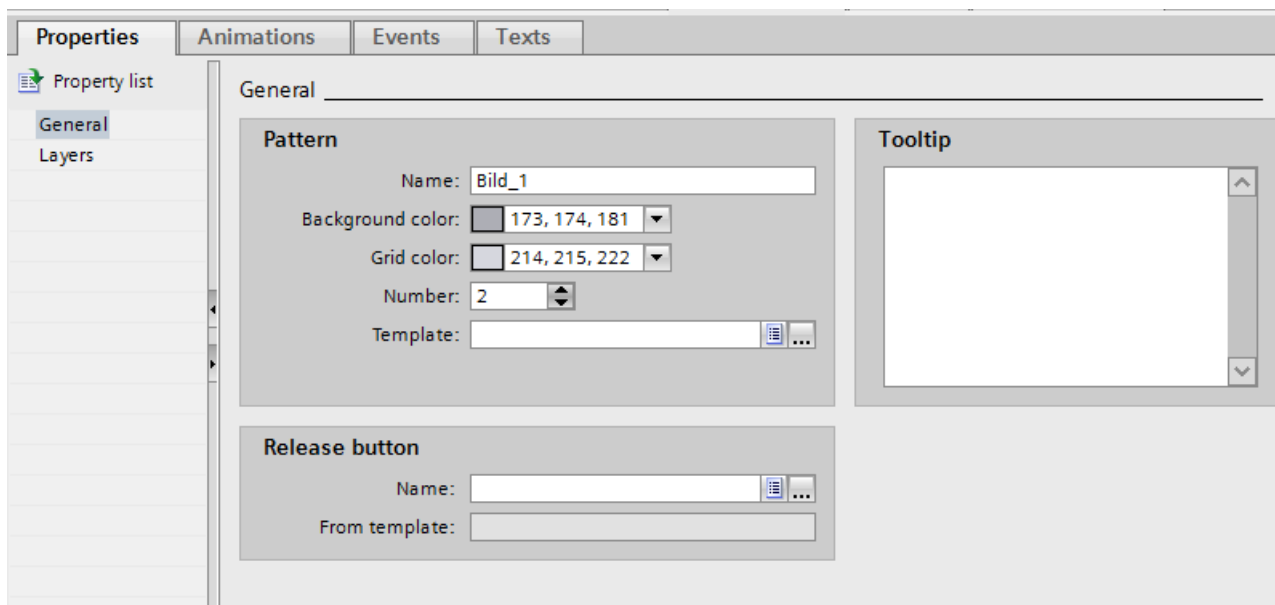 Properties Animations Events Texts
Property list
General
Layers
General
Pattern
Name: Bild_1
Background color: 173, 174, 181
Grid color: 214, 215, 222
Number: 2
Template: ...
Tooltip
Release button
Name: ...
From template: